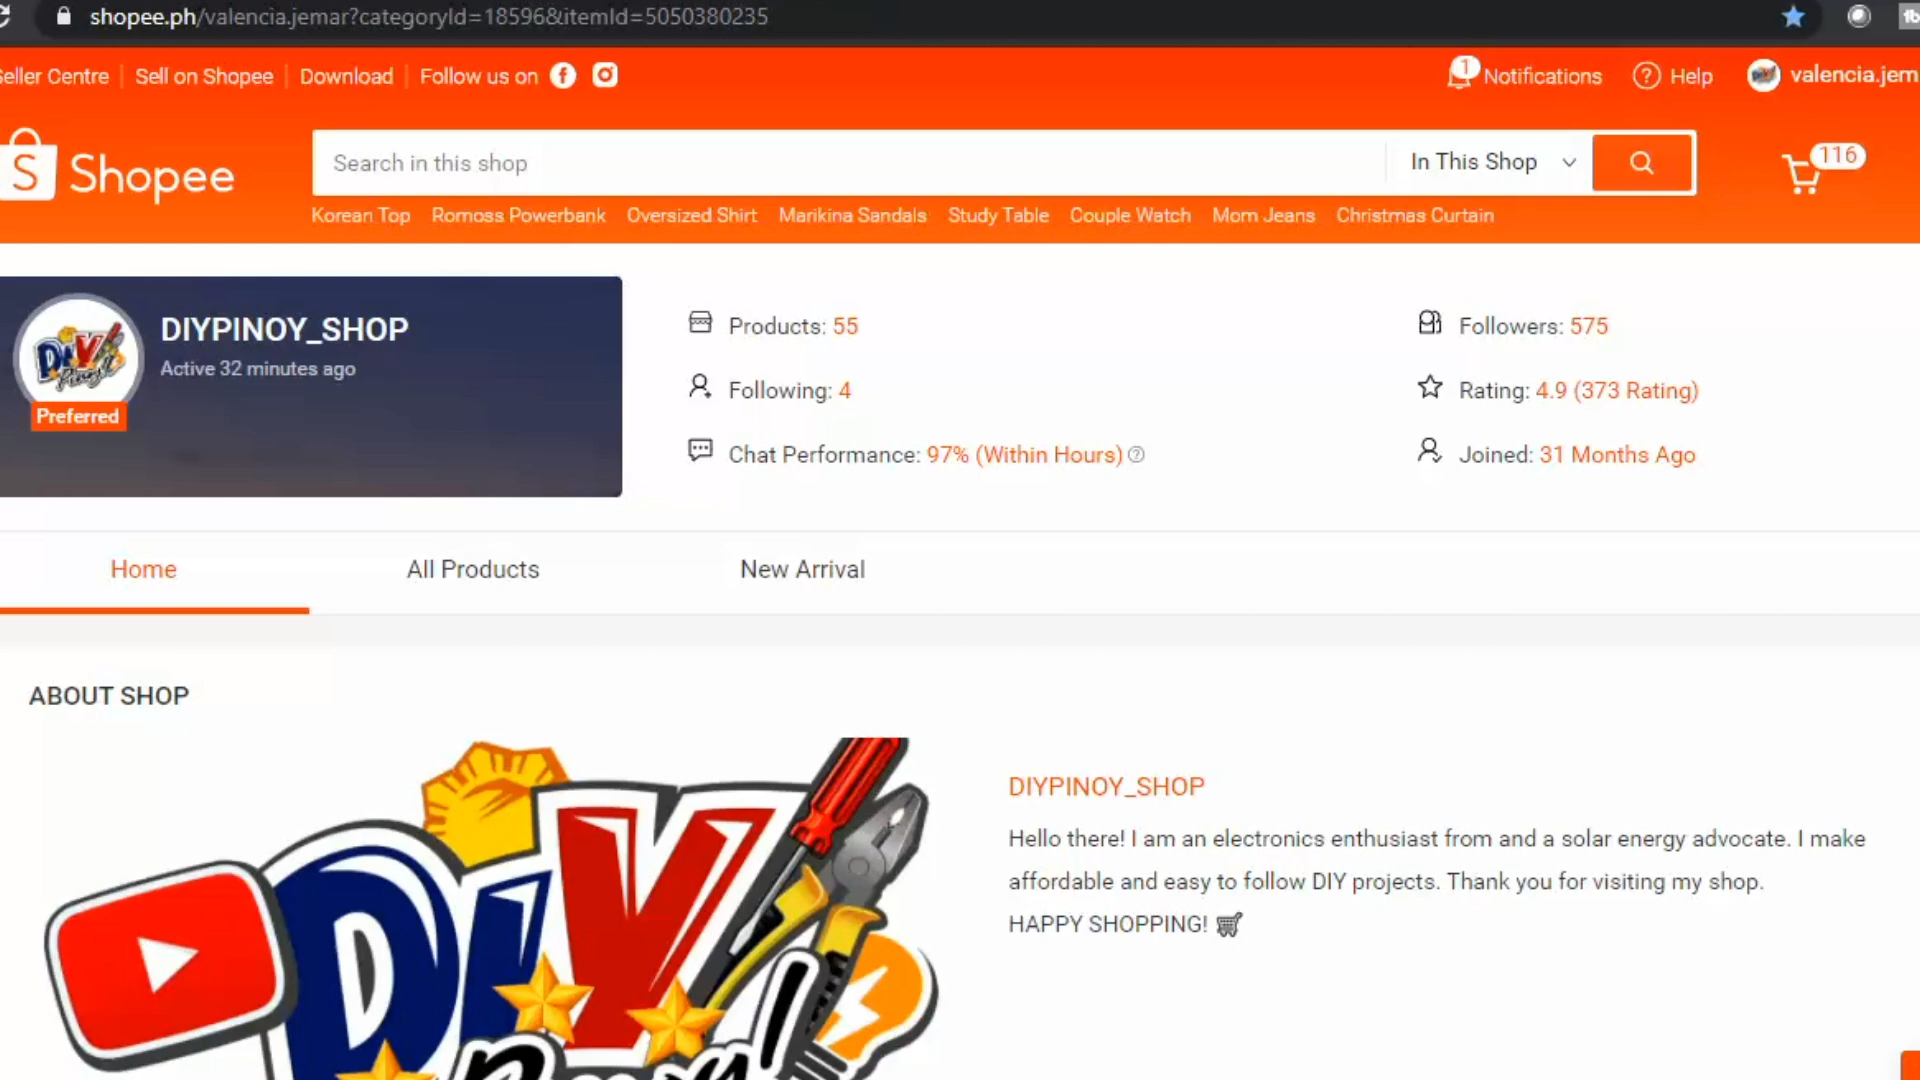 shopee.ph/valencia.jemar?categoryId=18596&itemId=5050380235
Seller Centre
Sell on Shopee
Download
Follow us on
1
Notifications
Help
valencia.jem
Shopee
Search in this shop
In This Shop
116
Korean Top
Romoss Powerbank
Oversized Shirt
Marikina Sandals
Study Table
Couple Watch
Mom Jeans
Christmas Curtain
DIYPINOY_SHOP
Active 32 minutes ago
DIY Pinoy!
Preferred
Products: 55
Following: 4
Chat Performance: 97% (Within Hours)
Followers: 575
Rating: 4.9 (373 Rating)
Joined: 31 Months Ago
Home
All Products
New Arrival
ABOUT SHOP
DIY
DIYPINOY_SHOP
Hello there! I am an electronics enthusiast from and a solar energy advocate. I make
affordable and easy to follow DIY projects. Thank you for visiting my shop.
HAPPY SHOPPING! 🛒